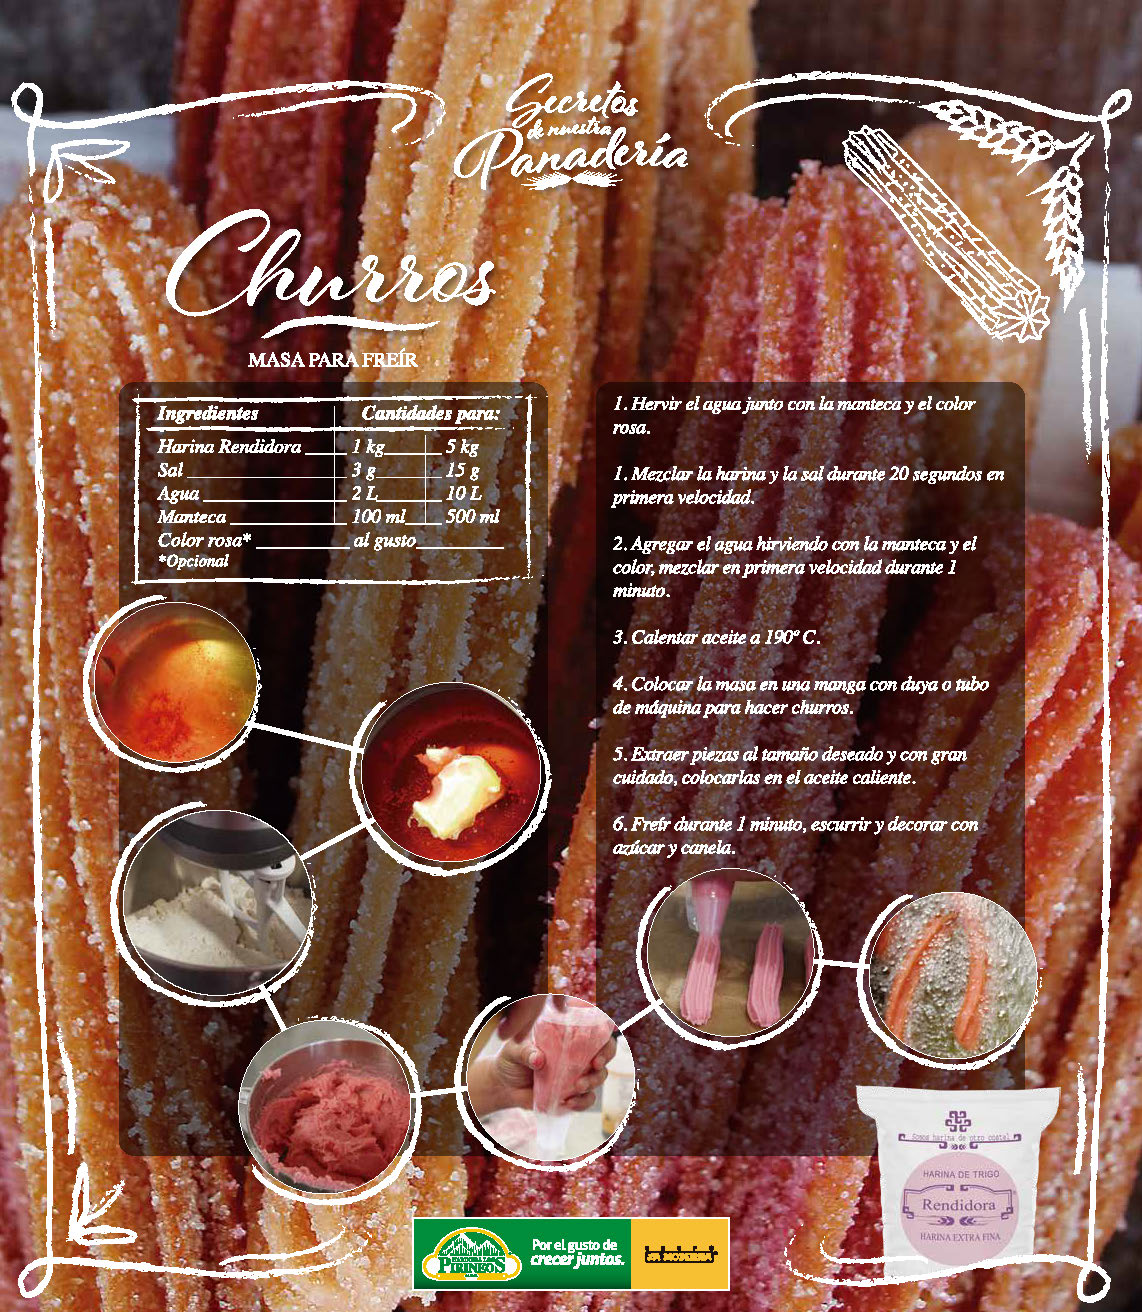 Secretos
de nuestra
Panadería
Churros
MASA PARA FREÍR
Ingredientes Cantidades para:
Harina Rendidora 1 kg 5 kg
Sal 3 g 15 g
Agua 2 L 10 L
Manteca 100 ml 500 ml
Color rosa* al gusto
*Opcional
1. Hervir el agua junto con la manteca y el color
rosa.
1. Mezclar la harina y la sal durante 20 segundos en
primera velocidad.
2. Agregar el agua hirviendo con la manteca y el
color, mezclar en primera velocidad durante 1
minuto.
3. Calentar aceite a 190º C.
4. Colocar la masa en una manga con duya o tubo
de máquina para hacer churros.
5. Extraer piezas al tamaño deseado y con gran
cuidado, colocarlas en el aceite caliente.
6. Freír durante 1 minuto, escurrir y decorar con
azúcar y canela.
Somos harina de otro costal
HARINA DE TRIGO
Rendidora
HARINA EXTRA FINA
PIRINEOS
Por el gusto de
crecer juntos.